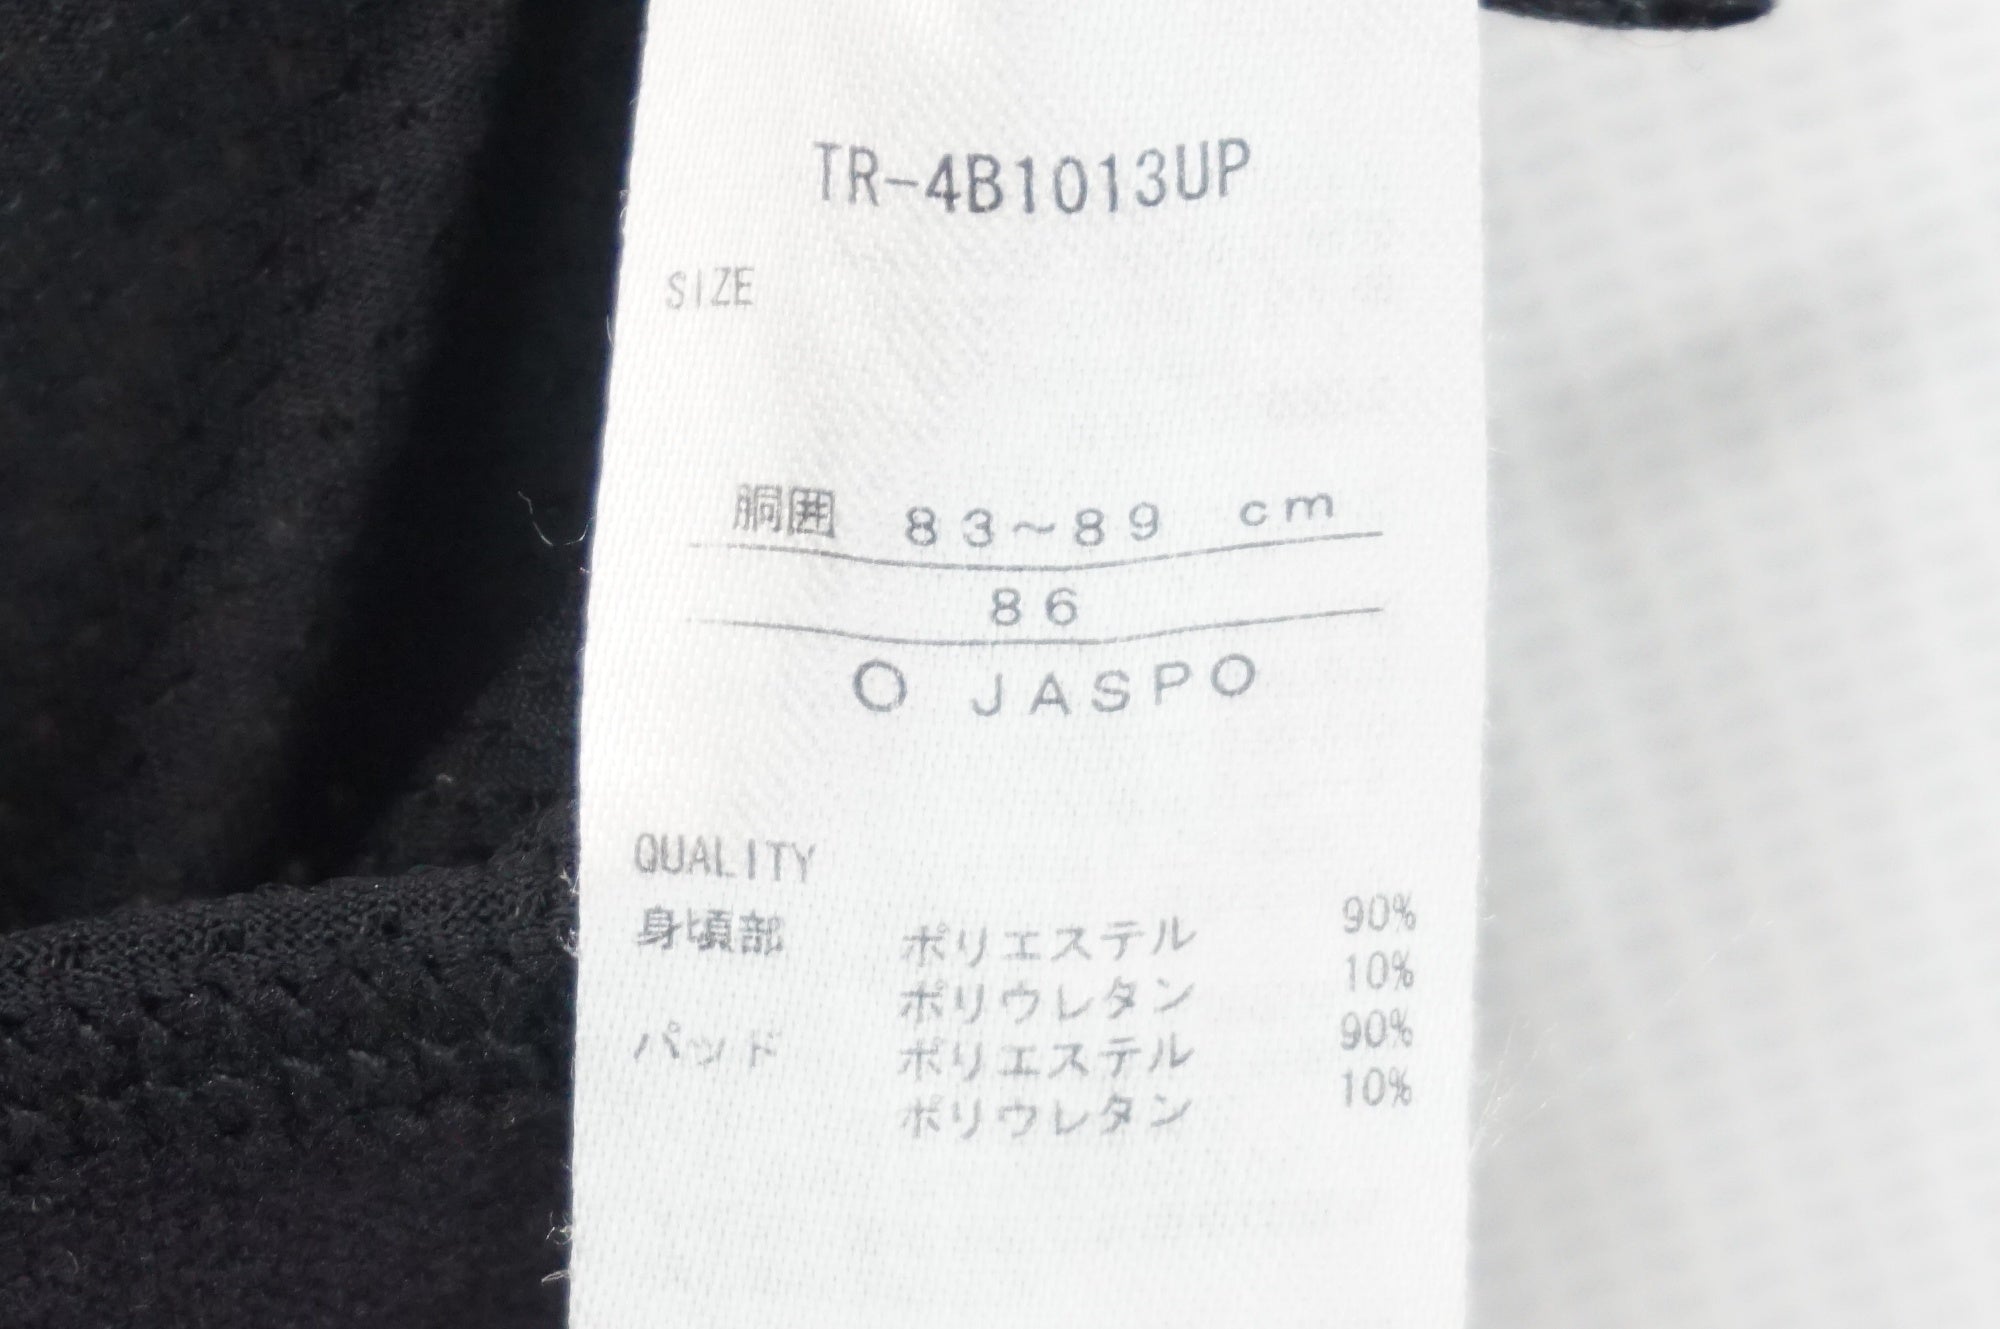 TR-4B1013UP
SIZE
胴囲 83～89 cm
86
O JASPO
QUALITY
身頃部 ポリエステル 90%
ポリウレタン 10%
パッド ポリエステル 90%
ポリウレタン 10%